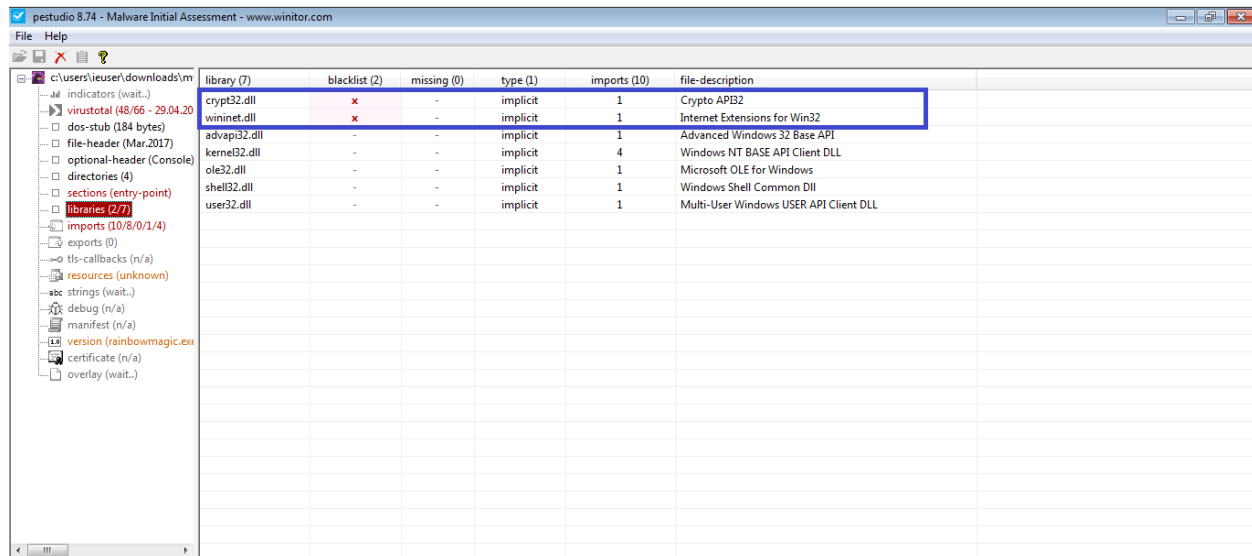 pestudio 8.74 - Malware Initial Assessment - www.winitor.com
File Help
c:\users\ieuser\downloads\m
indicators (wait..)
virustotal (48/66 - 29.04.20
dos-stub (184 bytes)
file-header (Mar.2017)
optional-header (Console)
directories (4)
sections (entry-point)
libraries (2/7)
imports (10/8/0/1/4)
exports (0)
tls-callbacks (n/a)
resources (unknown)
abc strings (wait..)
debug (n/a)
manifest (n/a)
1.0 version (rainbowmagic.exe
certificate (n/a)
overlay (wait..)
library (7) blacklist (2) missing (0) type (1) imports (10) file-description
crypt32.dll x - implicit 1 Crypto API32
wininet.dll x - implicit 1 Internet Extensions for Win32
advapi32.dll - - implicit 1 Advanced Windows 32 Base API
kernel32.dll - - implicit 4 Windows NT BASE API Client DLL
ole32.dll - - implicit 1 Microsoft OLE for Windows
shell32.dll - - implicit 1 Windows Shell Common Dll
user32.dll - - implicit 1 Multi-User Windows USER API Client DLL